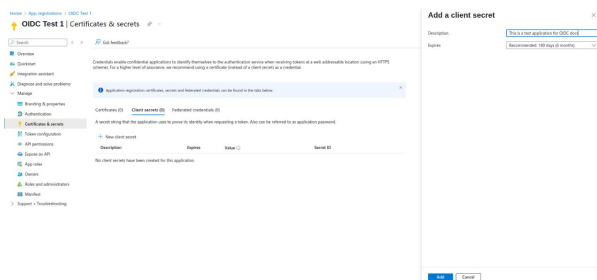 Home > App registrations > OIDC Test 1
OIDC Test 1 | Certificates & secrets
Search
Got feedback?
Overview
Quickstart
Integration assistant
Diagnose and solve problems
Manage
Branding & properties
Authentication
Certificates & secrets
Token configuration
API permissions
Expose an API
App roles
Owners
Roles and administrators
Manifest
Support + Troubleshooting
Credentials enable confidential applications to identify themselves to the authentication service when receiving tokens at a web addressable location (using an HTTPS
scheme). For a higher level of assurance, we recommend using a certificate (instead of a client secret) as a credential.
Application registration certificates, secrets and federated credentials can be found in the tabs below.
Certificates (0) Client secrets (0) Federated credentials (0)
A secret string that the application uses to prove its identity when requesting a token. Also can be referred to as application password.
New client secret
Description Expires Value Secret ID
No client secrets have been created for this application.
Add a client secret
Description This is a test application for OIDC docs
Expires Recommended: 180 days (6 months)
Add Cancel